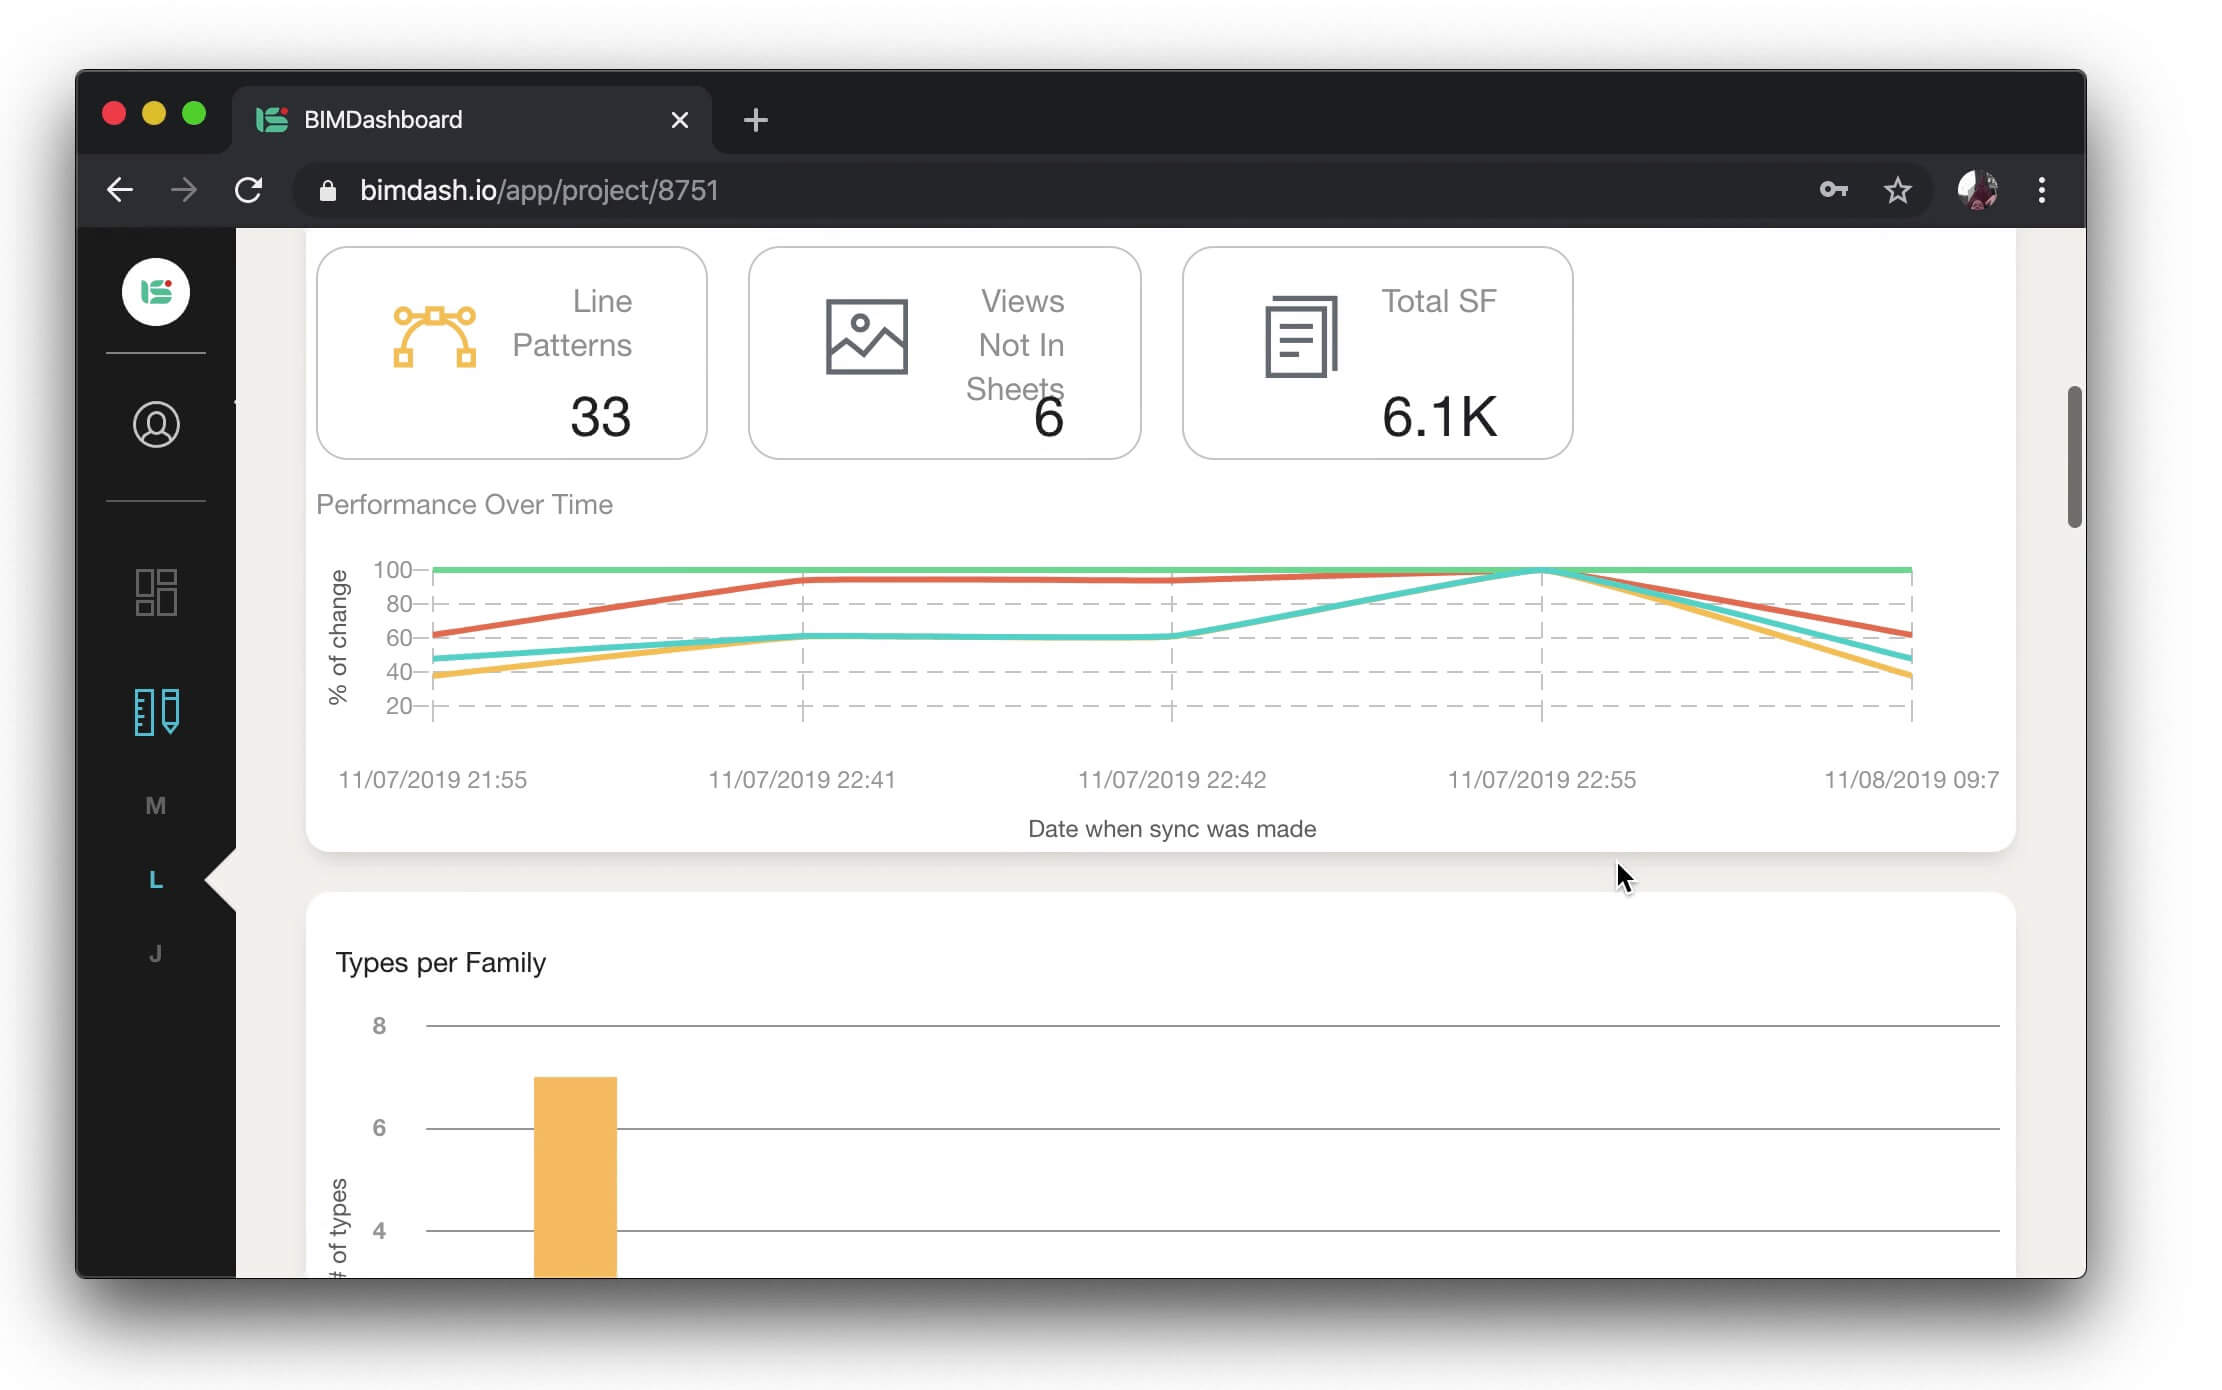 BIMDashboard
bimdash.io/app/project/8751
Line
Patterns
33
Views
Not In
Sheets
6
Total SF
6.1K
Performance Over Time
% of change
100
80
60
40
20
11/07/2019 21:55
11/07/2019 22:41
11/07/2019 22:42
11/07/2019 22:55
11/08/2019 09:7
Date when sync was made
M
L
J
Types per Family
# of types
8
6
4